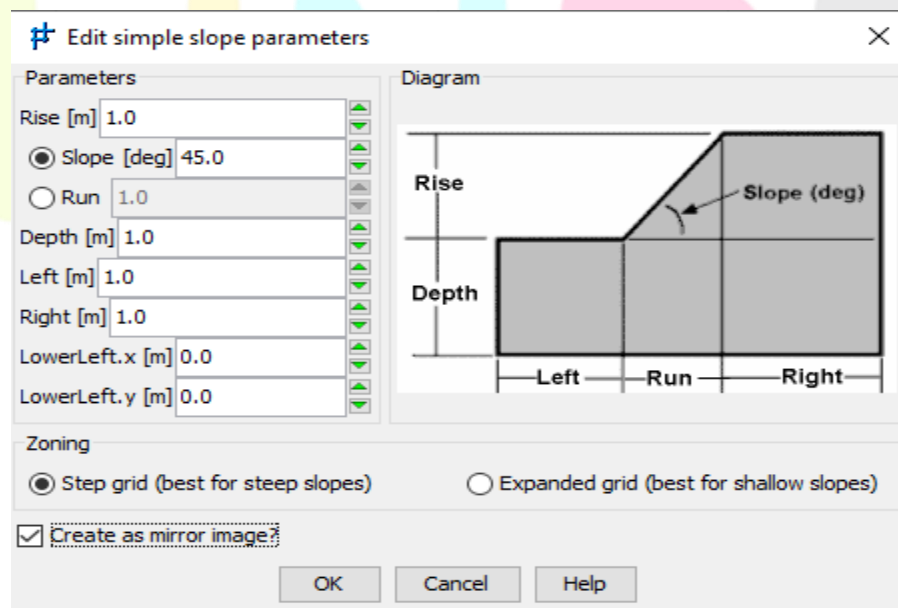 Edit simple slope parameters
Parameters
Rise [m] 1.0
Slope [deg] 45.0
Run 1.0
Depth [m] 1.0
Left [m] 1.0
Right [m] 1.0
LowerLeft.x [m] 0.0
LowerLeft.y [m] 0.0
Diagram
Rise
Slope (deg)
Depth
Left Run Right
Zoning
Step grid (best for steep slopes) Expanded grid (best for shallow slopes)
Create as mirror image?
OK Cancel Help